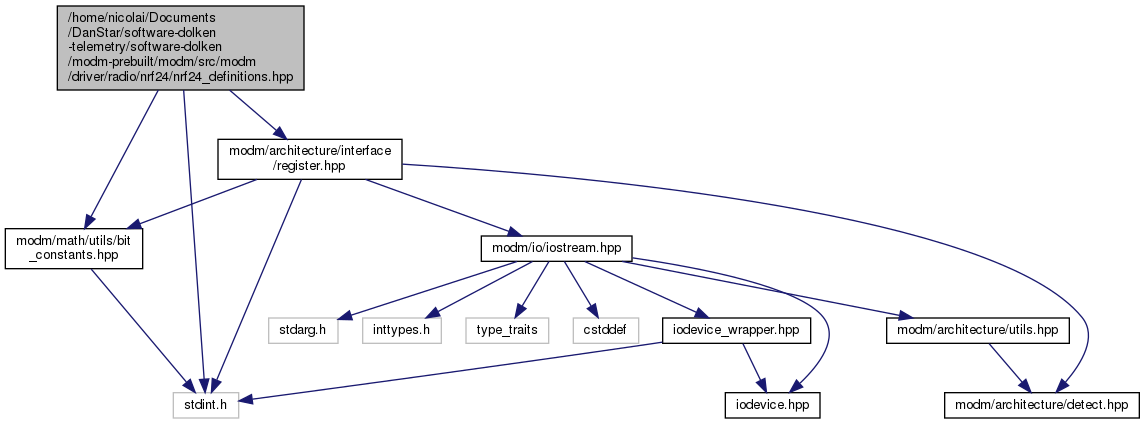 /home/nicolai/Documents
/DanStar/software-dolken
-telemetry/software-dolken
/modm-prebuilt/modm/src/modm
/driver/radio/nrf24/nrf24_definitions.hpp
modm/architecture/interface
/register.hpp
modm/math/utils/bit
_constants.hpp
modm/io/iostream.hpp
stdarg.h
inttypes.h
type_traits
cstddef
iodevice_wrapper.hpp
modm/architecture/utils.hpp
stdint.h
iodevice.hpp
modm/architecture/detect.hpp